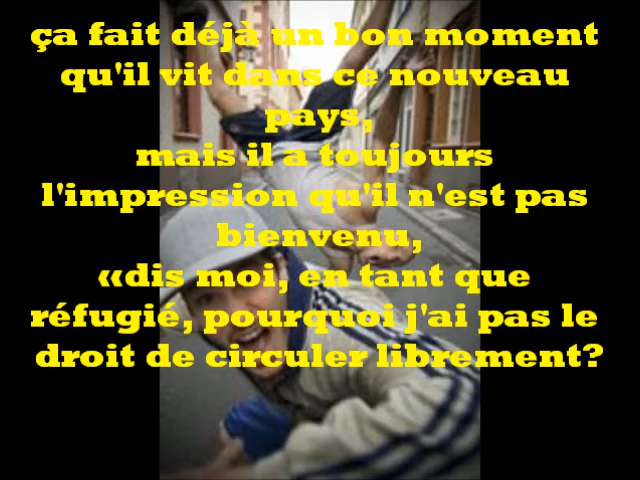 ça fait déjà un bon moment
qu'il vit dans ce nouveau
pays,
mais il a toujours
l'impression qu'il n'est pas
bienvenu,
«dis moi, en tant que
réfugié, pourquoi j'ai pas le
droit de circuler librement?